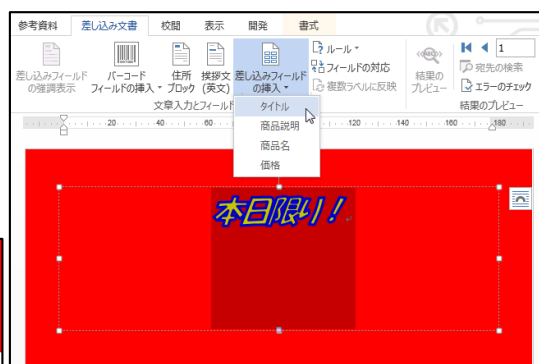 参考資料 差し込み文書 校閲 表示 開発 書式
差し込みフィールドの強調表示
バーコードフィールドの挿入
住所ブロック
挨拶文(英文)
差し込みフィールドの挿入
ルール
フィールドの対応
複数ラベルに反映
文章入力とフィールド
ABC
結果のプレビュー
1
宛先の検索
エラーのチェック
結果のプレビュー
タイトル
商品説明
商品名
価格
20 40 60 120 140 160 180
本日限り!